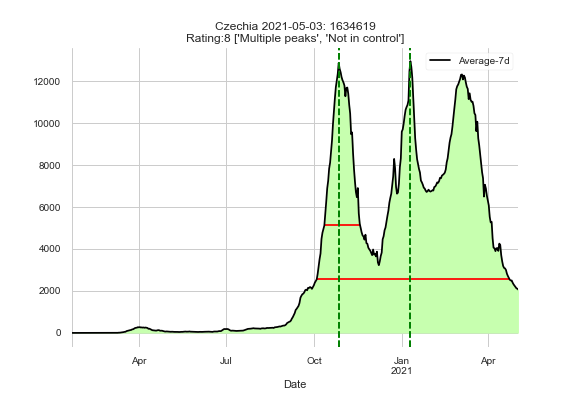 Czechia 2021-05-03: 1634619
Rating:8 ['Multiple peaks', 'Not in control']
Average-7d
12000
10000
8000
6000
4000
2000
0
Apr Jul Oct Jan Apr
2021
Date